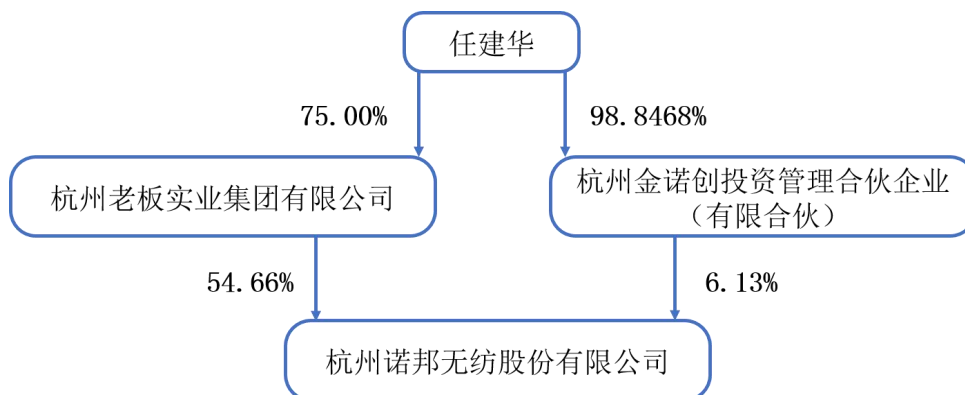 任建华
75.00%
98.8468%
杭州老板实业集团有限公司
杭州金诺创投资管理合伙企业
（有限合伙）
54.66%
6.13%
杭州诺邦无纺股份有限公司